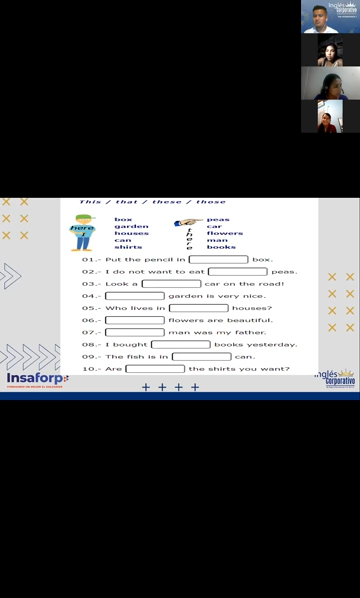 Inglés
Corporativo
This / that / these / those
here
there
box
garden
houses
can
shirts
peas
car
flowers
man
books
01.- Put the pencil in box.
02.- I do not want to eat peas.
03.- Look a car on the road!
04.- garden is very nice.
05.- Who lives in houses?
06.- flowers are beautiful.
07.- man was my father.
08.- I bought books yesterday.
09.- The fish is in can.
10.- Are the shirts you want?
Insaforp
Inglés
Corporativo